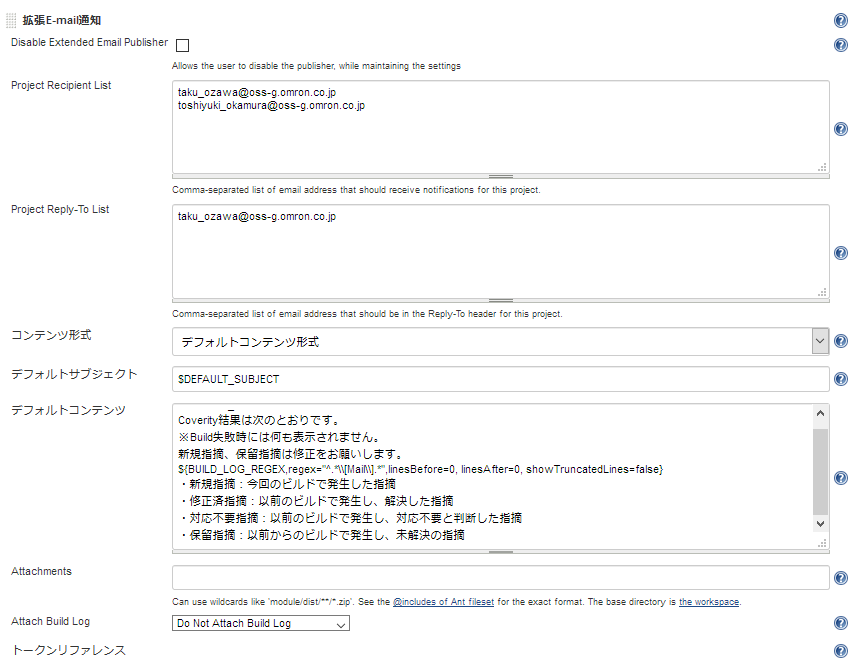 拡張E-mail通知
Disable Extended Email Publisher
Allows the user to disable the publisher, while maintaining the settings
Project Recipient List
taku_ozawa@oss-g.omron.co.jp
toshiyuki_okamura@oss-g.omron.co.jp
Comma-separated list of email address that should receive notifications for this project.
Project Reply-To List
taku_ozawa@oss-g.omron.co.jp
Comma-separated list of email address that should be in the Reply-To header for this project.
コンテンツ形式
デフォルトコンテンツ形式
デフォルトサブジェクト
$DEFAULT_SUBJECT
デフォルトコンテンツ
Coverity結果は次のとおりです。
※Build失敗時には何も表示されません。
新規指摘、保留指摘は修正をお願いします。
${BUILD_LOG_REGEX,regex="^.*\\[Mail\\].*",linesBefore=0, linesAfter=0, showTruncatedLines=false}
・新規指摘：今回のビルドで発生した指摘
・修正済指摘：以前のビルドで発生し、解決した指摘
・対応不要指摘：以前のビルドで発生し、対応不要と判断した指摘
・保留指摘：以前からのビルドで発生し、未解決の指摘
Attachments
Can use wildcards like 'module/dist/**/*.zip'. See the @includes of Ant fileset for the exact format. The base directory is the workspace.
Attach Build Log
Do Not Attach Build Log
トークンリファレンス